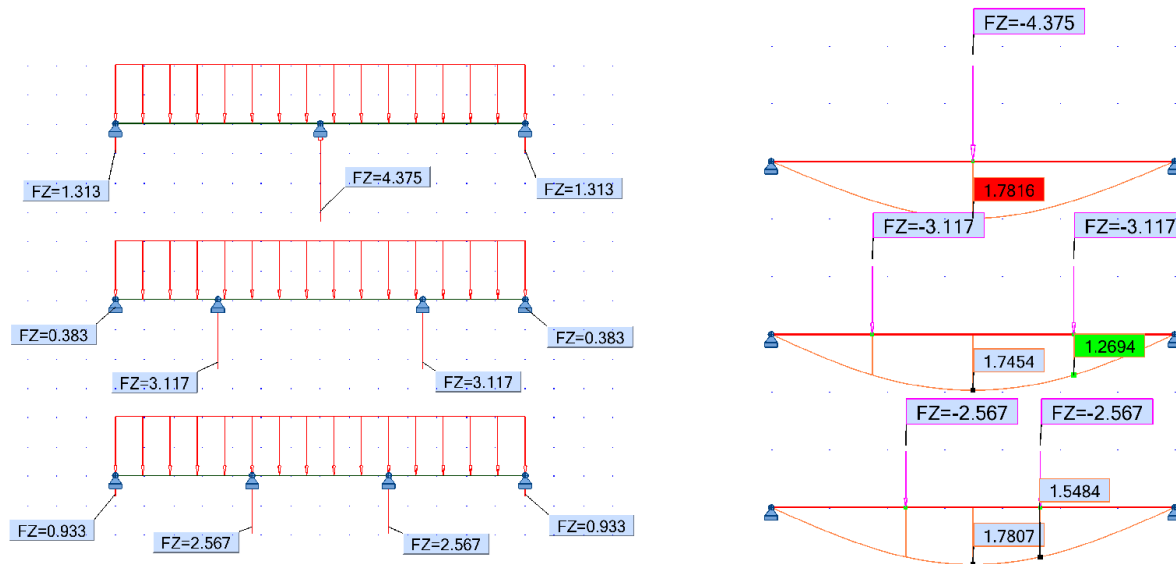 FZ=1.313
FZ=4.375
FZ=1.313
FZ=0.383
FZ=3.117
FZ=3.117
FZ=0.383
FZ=0.933
FZ=2.567
FZ=2.567
FZ=0.933
FZ=-4.375
1.7816
FZ=-3.117
FZ=-3.117
1.7454
1.2694
FZ=-2.567
FZ=-2.567
1.5484
1.7807